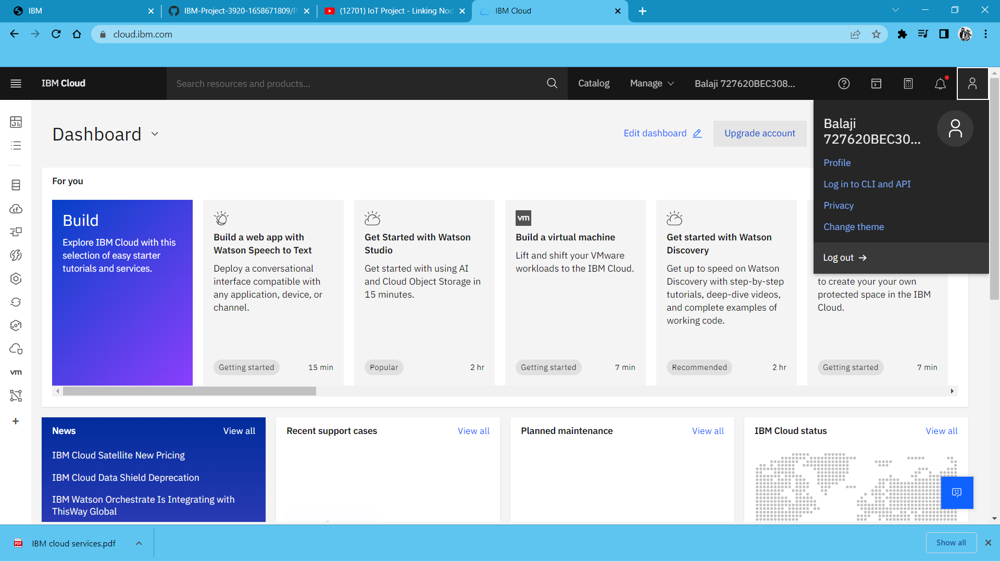 IBM
IBM-Project-3920-1658671809/P
(12701) IoT Project - Linking Nod
IBM Cloud
cloud.ibm.com
IBM Cloud
Search resources and products...
Catalog
Manage
Balaji 727620BEC308...
Dashboard
Edit dashboard
Upgrade account
Balaji
727620BEC30...
Profile
Log in to CLI and API
Privacy
Change theme
Log out
For you
Build
Explore IBM Cloud with this
selection of easy starter
tutorials and services.
Build a web app with
Watson Speech to Text
Deploy a conversational
interface compatible with
any application, device, or
channel.
Getting started
15 min
Get Started with Watson
Studio
Get started with using AI
and Cloud Object Storage in
15 minutes.
Popular
2 hr
vm
Build a virtual machine
Lift and shift your VMware
workloads to the IBM Cloud.
Getting started
7 min
Get started with Watson
Discovery
Get up to speed on Watson
Discovery with step-by-step
tutorials, deep-dive videos,
and complete examples of
working code.
Recommended
2 hr
to create your your own
protected space in the IBM
Cloud.
Getting started
7 min
cf
vm
News
View all
IBM Cloud Satellite New Pricing
IBM Cloud Data Shield Deprecation
IBM Watson Orchestrate Is Integrating with
ThisWay Global
Recent support cases
View all
Planned maintenance
View all
IBM Cloud status
View all
PDF
IBM cloud services.pdf
Show all